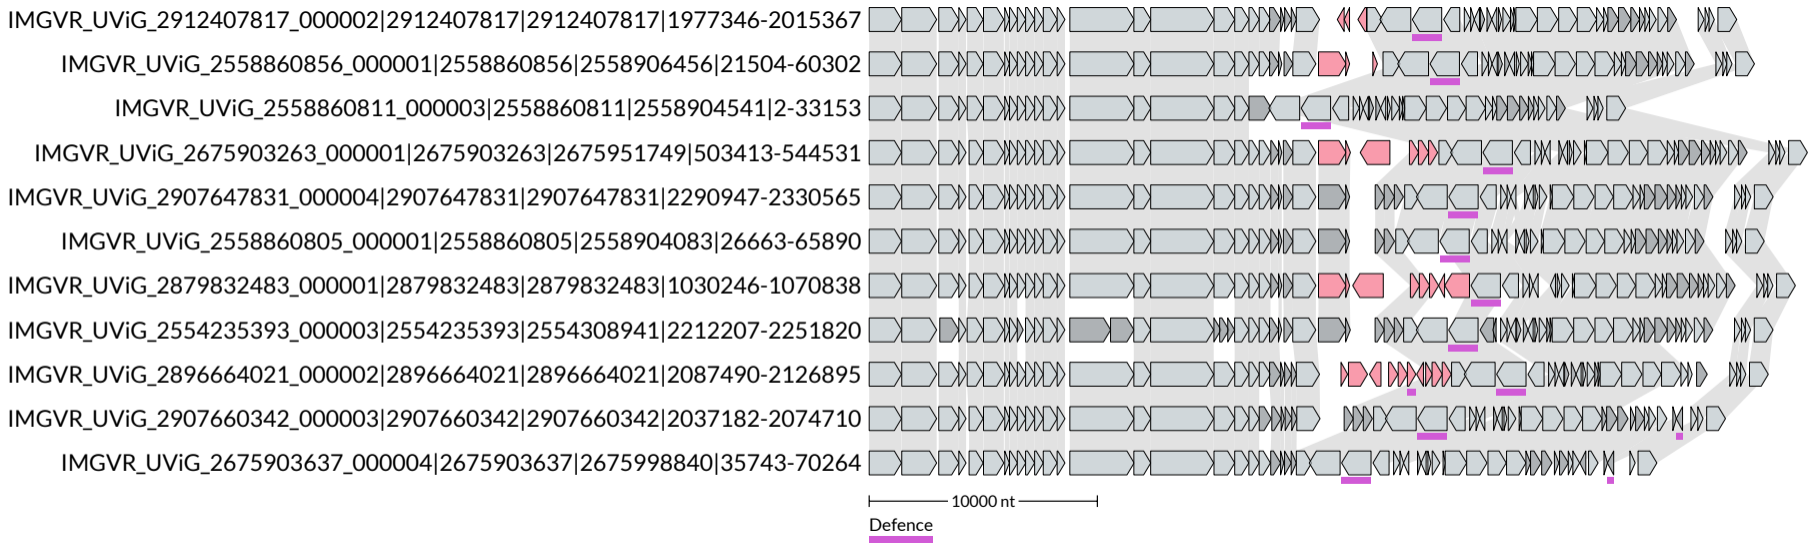 IMGVR_UViG_2912407817_000002|2912407817|2912407817|1977346-2015367
IMGVR_UViG_2558860856_000001|2558860856|2558906456|21504-60302
IMGVR_UViG_2558860811_000003|2558860811|2558904541|2-33153
IMGVR_UViG_2675903263_000001|2675903263|2675951749|503413-544531
IMGVR_UViG_2907647831_000004|2907647831|2907647831|2290947-2330565
IMGVR_UViG_2558860805_000001|2558860805|2558904083|26663-65890
IMGVR_UViG_2879832483_000001|2879832483|2879832483|1030246-1070838
IMGVR_UViG_2554235393_000003|2554235393|2554308941|2212207-2251820
IMGVR_UViG_2896664021_000002|2896664021|2896664021|2087490-2126895
IMGVR_UViG_2907660342_000003|2907660342|2907660342|2037182-2074710
IMGVR_UViG_2675903637_000004|2675903637|2675998840|35743-70264
10000 nt
Defence